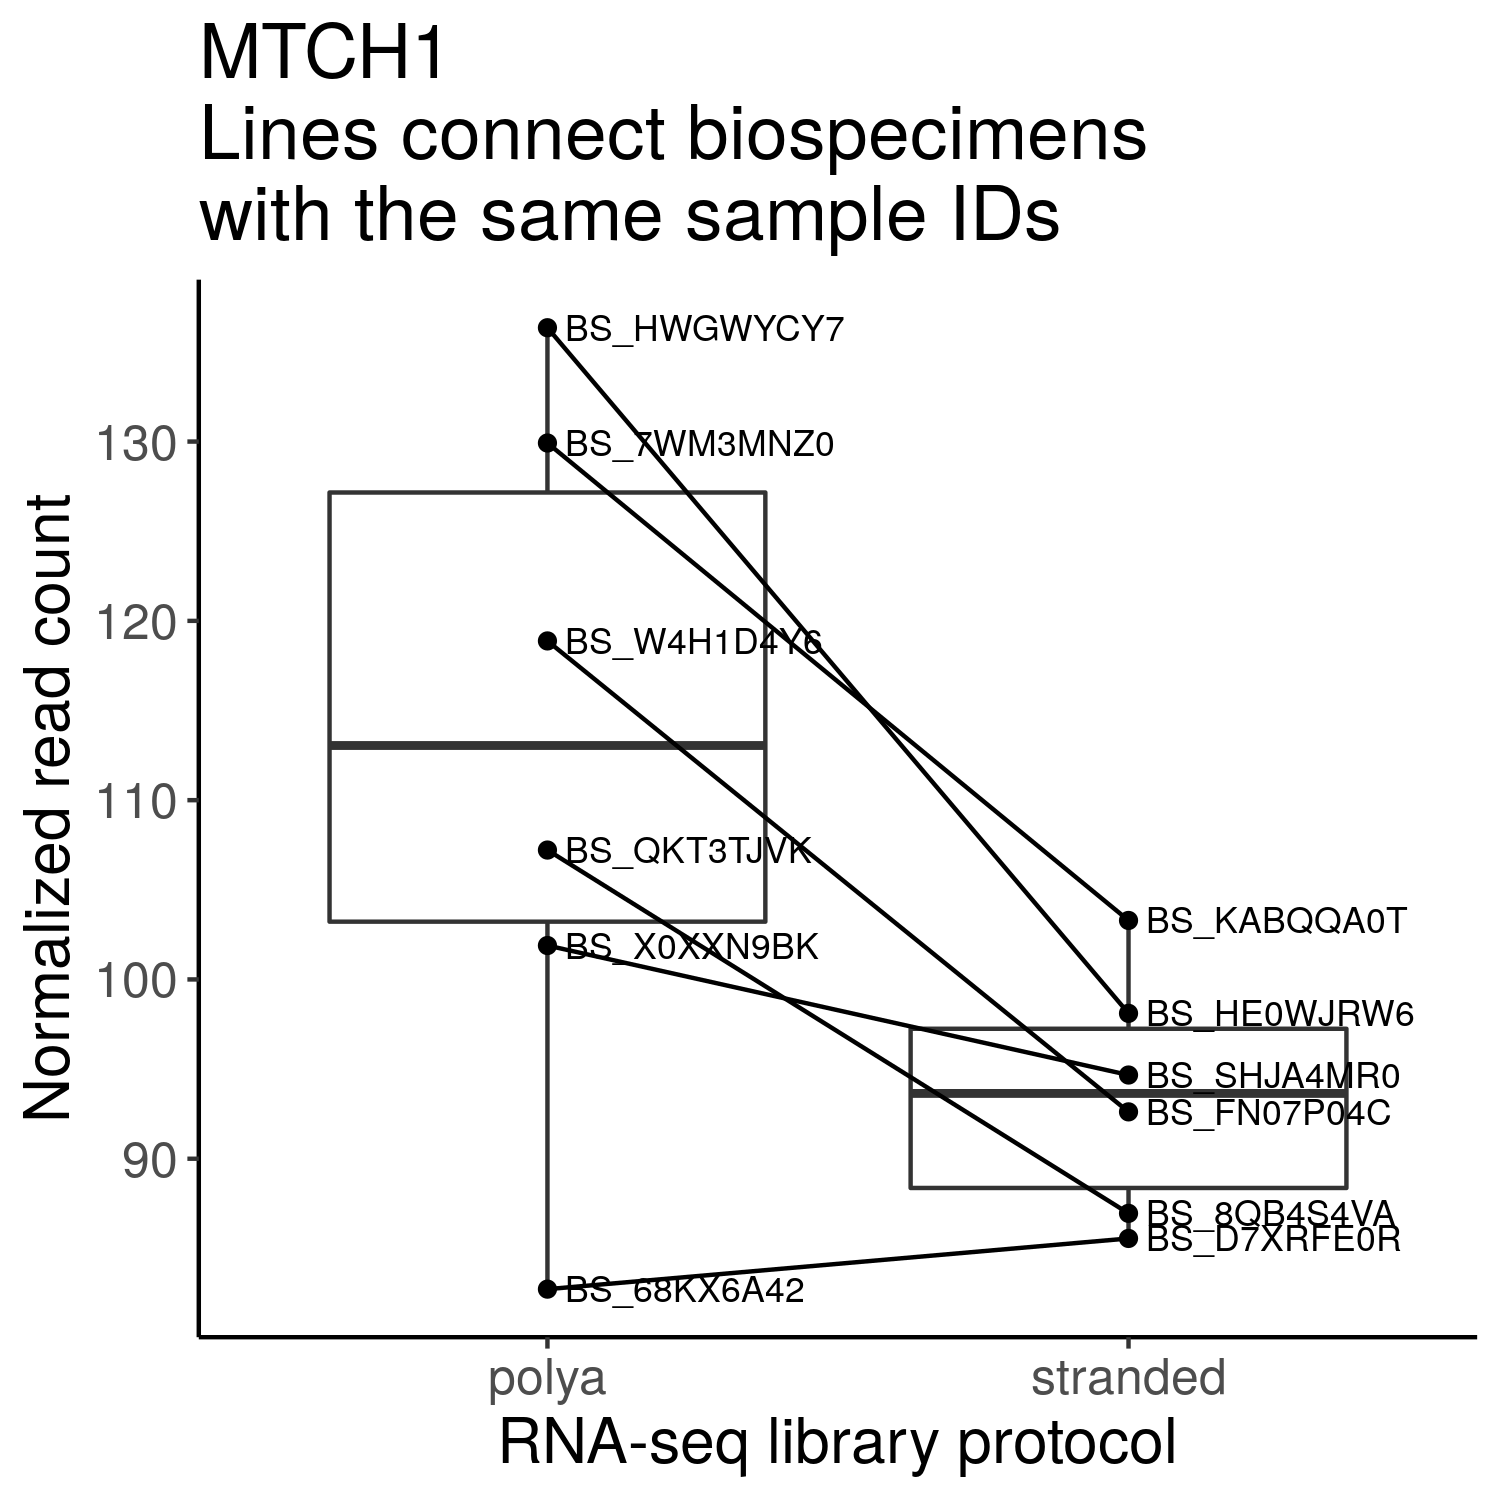 MTCH1
Lines connect biospecimens
with the same sample IDs
Normalized read count
130
120
110
100
90
BS_HWGWYCY7
BS_7WM3MNZ0
BS_W4H1D4Y6
BS_QKT3TJVK
BS_X0XXN9BK
BS_68KX6A42
BS_KABQQA0T
BS_HE0WJRW6
BS_SHJA4MR0
BS_FN07P04C
BS_8QB4S4VA
BS_D7XRFE0R
polya
stranded
RNA-seq library protocol